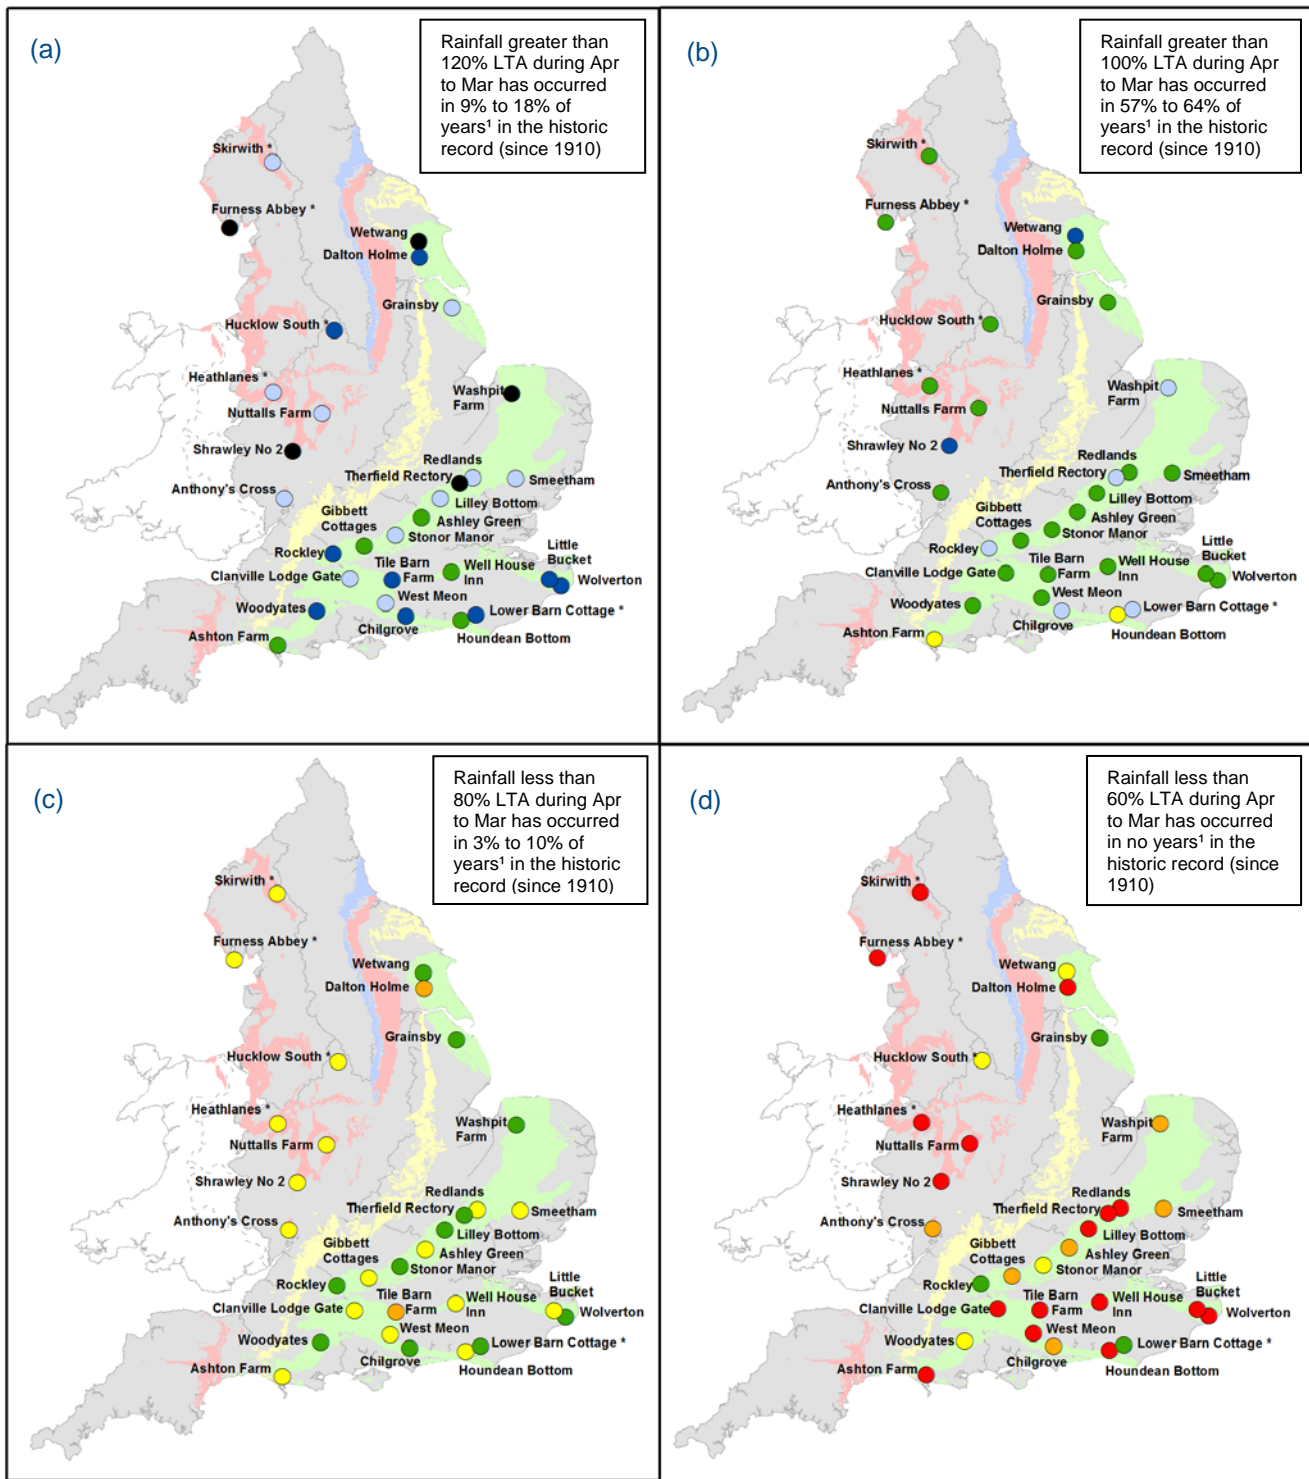 (a)
Rainfall greater than
120% LTA during Apr
to Mar has occurred
in 9% to 18% of
years¹ in the historic
record (since 1910)
Skirwith *
Furness Abbey *
Wetwang
Dalton Holme
Grainsby
Hucklow South *
Heathlanes *
Nuttalls Farm
Washpit
Farm
Shrawley No 2
Redlands
Therfield Rectory
Smeetham
Anthony's Cross
Lilley Bottom
Gibbett
Cottages
Ashley Green
Stonor Manor
Rockley
Little
Bucket
Tile Barn
Farm
Well House
Inn
Clanville Lodge Gate
Wolverton
West Meon
Woodyates
Lower Barn Cottage *
Chilgrove
Ashton Farm
Houndean Bottom
(b)
Rainfall greater than
100% LTA during Apr
to Mar has occurred
in 57% to 64% of
years¹ in the historic
record (since 1910)
Skirwith *
Furness Abbey *
Wetwang
Dalton Holme
Grainsby
Hucklow South *
Heathlanes *
Nuttalls Farm
Washpit
Farm
Shrawley No 2
Redlands
Therfield Rectory
Smeetham
Anthony's Cross
Lilley Bottom
Gibbett
Cottages
Ashley Green
Stonor Manor
Rockley
Little
Bucket
Tile Barn
Farm
Well House
Inn
Clanville Lodge Gate
Wolverton
West Meon
Woodyates
Lower Barn Cottage *
Chilgrove
Ashton Farm
Houndean Bottom
(c)
Rainfall less than
80% LTA during Apr
to Mar has occurred
in 3% to 10% of
years¹ in the historic
record (since 1910)
Skirwith *
Furness Abbey *
Wetwang
Dalton Holme
Grainsby
Hucklow South *
Heathlanes *
Nuttalls Farm
Washpit
Farm
Shrawley No 2
Redlands
Therfield Rectory
Smeetham
Anthony's Cross
Lilley Bottom
Gibbett
Cottages
Ashley Green
Stonor Manor
Rockley
Little
Bucket
Tile Barn
Farm
Well House
Inn
Clanville Lodge Gate
Wolverton
West Meon
Woodyates
Lower Barn Cottage *
Chilgrove
Ashton Farm
Houndean Bottom
(d)
Rainfall less than
60% LTA during Apr
to Mar has occurred
in no years¹ in the
historic record (since
1910)
Skirwith *
Furness Abbey *
Wetwang
Dalton Holme
Grainsby
Hucklow South *
Heathlanes *
Nuttalls Farm
Washpit
Farm
Shrawley No 2
Redlands
Therfield Rectory
Smeetham
Anthony's Cross
Lilley Bottom
Gibbett
Cottages
Ashley Green
Stonor Manor
Rockley
Little
Bucket
Tile Barn
Farm
Well House
Inn
Clanville Lodge Gate
Wolverton
West Meon
Woodyates
Lower Barn Cottage *
Chilgrove
Ashton Farm
Houndean Bottom